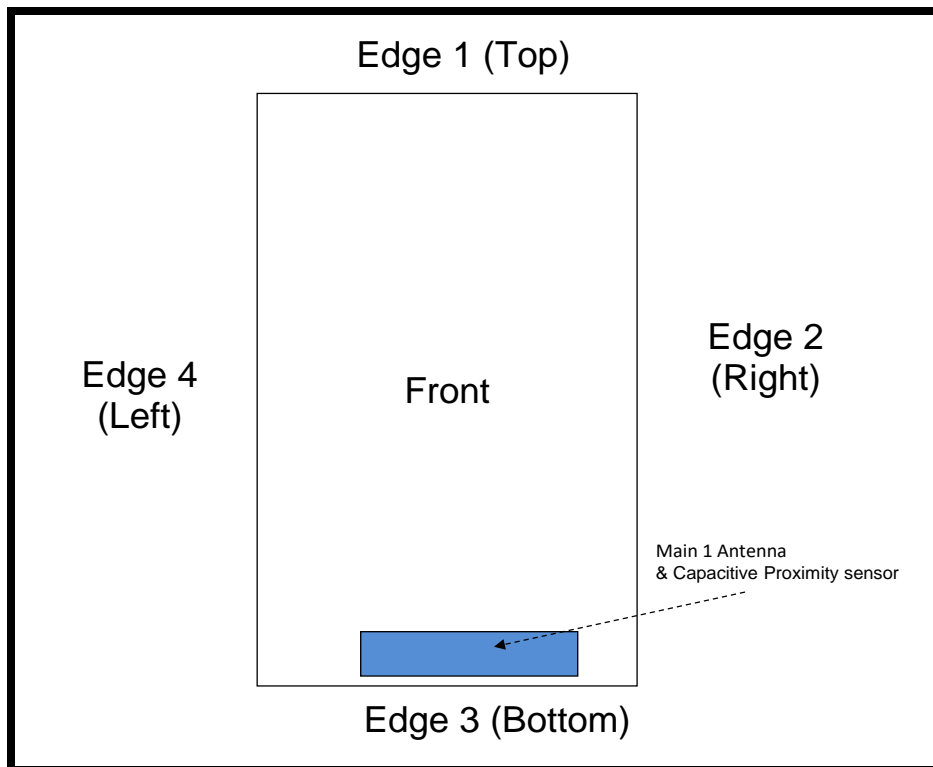 Edge 1 (Top)
Edge 2
(Right)
Edge 4
(Left)
Front
Main 1 Antenna
& Capacitive Proximity sensor
Edge 3 (Bottom)